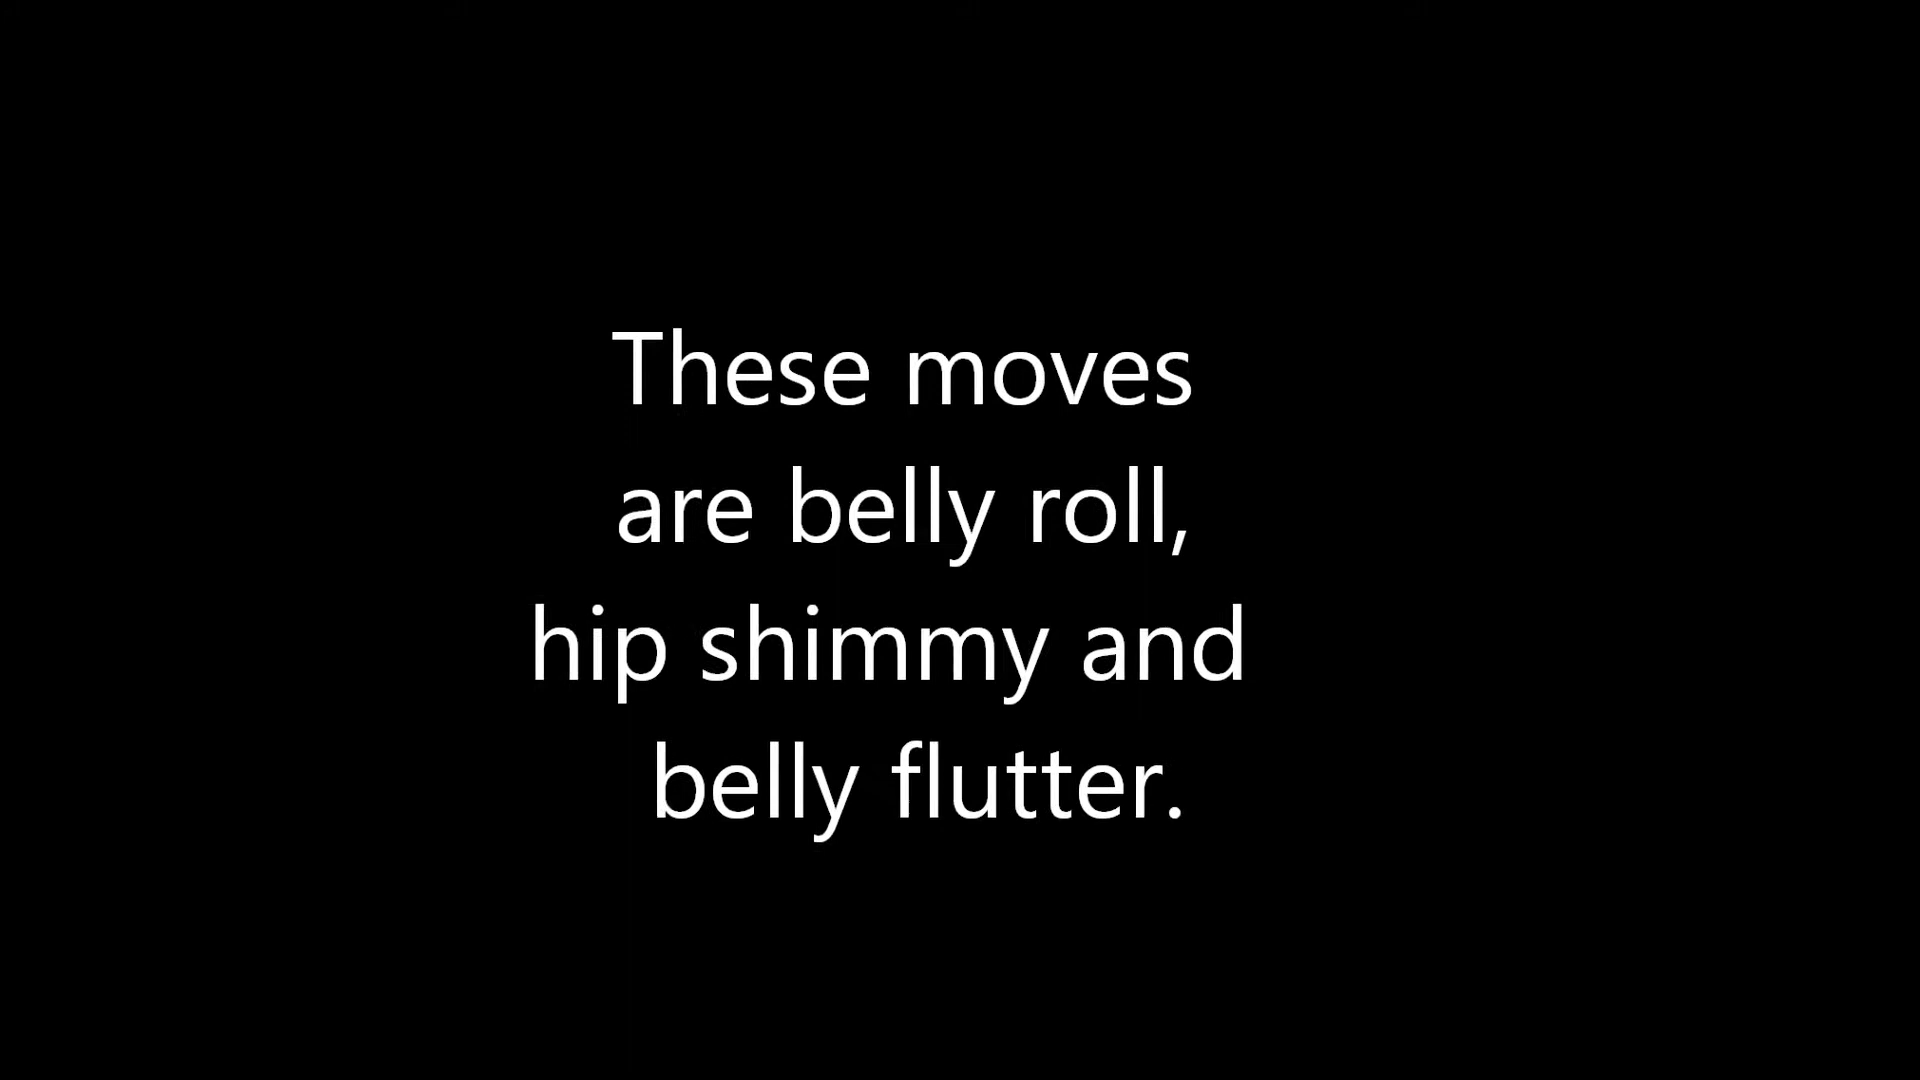 These moves
are belly roll,
hip shimmy and
belly flutter.